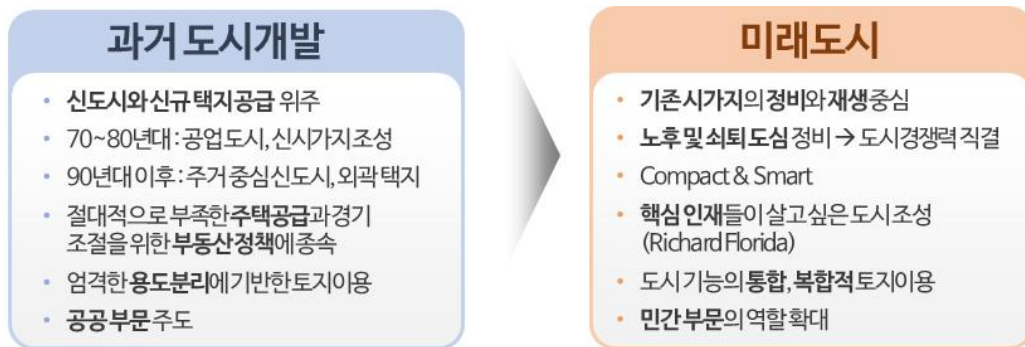 과거 도시개발
• 신도시와 신규 택지공급 위주
• 70~80년대 : 공업 도시, 신시가지 조성
• 90년대 이후 : 주거 중심 신도시, 외곽 택지
• 절대적으로 부족한 주택공급과 경기
조절을 위한 부동산 정책에 종속
• 엄격한 용도분리에 기반한 토지이용
• 공공 부문 주도
미래도시
• 기존 시가지의 정비와 재생 중심
• 노후 및 쇠퇴 도심 정비 → 도시경쟁력 직결
• Compact & Smart
• 핵심 인재들이 살고 싶은 도시 조성
(Richard Florida)
• 도시 기능의 통합, 복합적 토지이용
• 민간 부문의 역할 확대